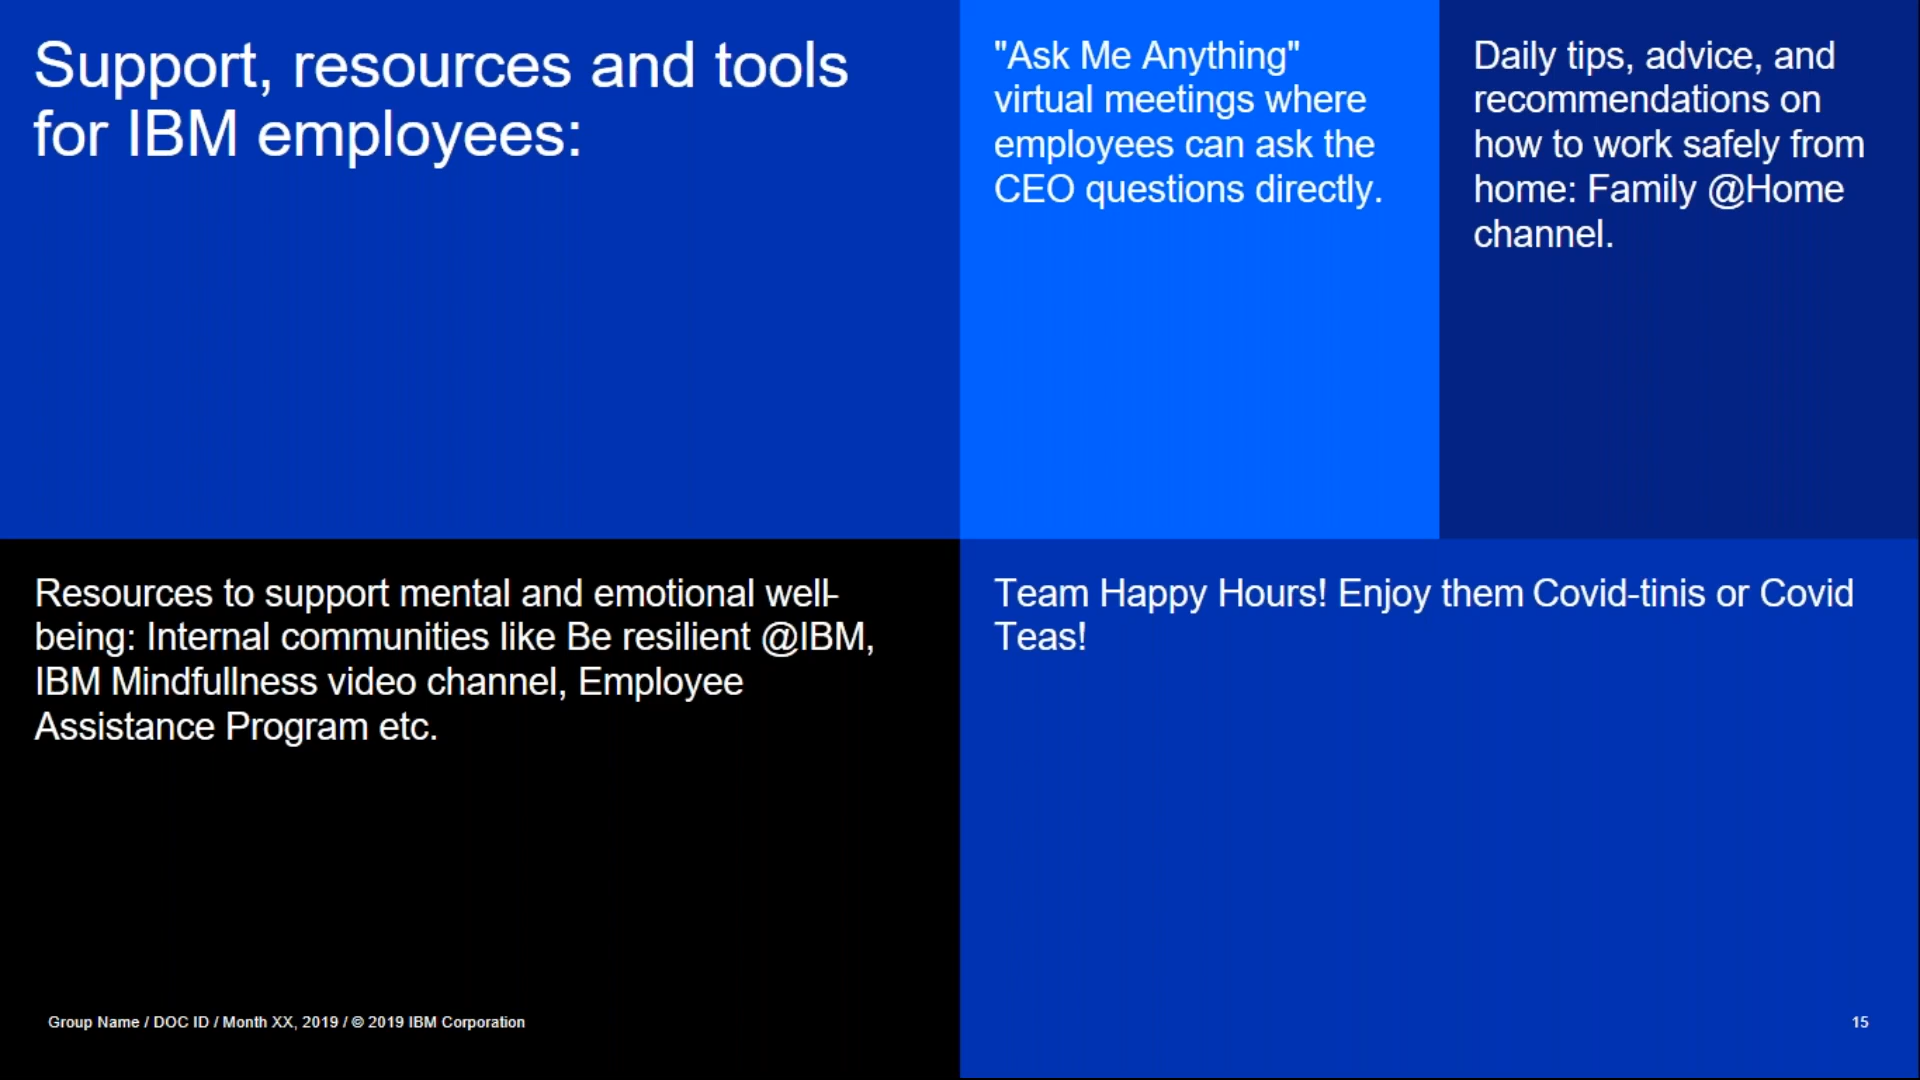 Support, resources and tools
for IBM employees:
"Ask Me Anything"
virtual meetings where
employees can ask the
CEO questions directly.
Daily tips, advice, and
recommendations on
how to work safely from
home: Family @Home
channel.
Resources to support mental and emotional well-
being: Internal communities like Be resilient @IBM,
IBM Mindfullness video channel, Employee
Assistance Program etc.
Team Happy Hours! Enjoy them Covid-tinis or Covid
Teas!
Group Name / DOC ID / Month XX, 2019 / © 2019 IBM Corporation
15